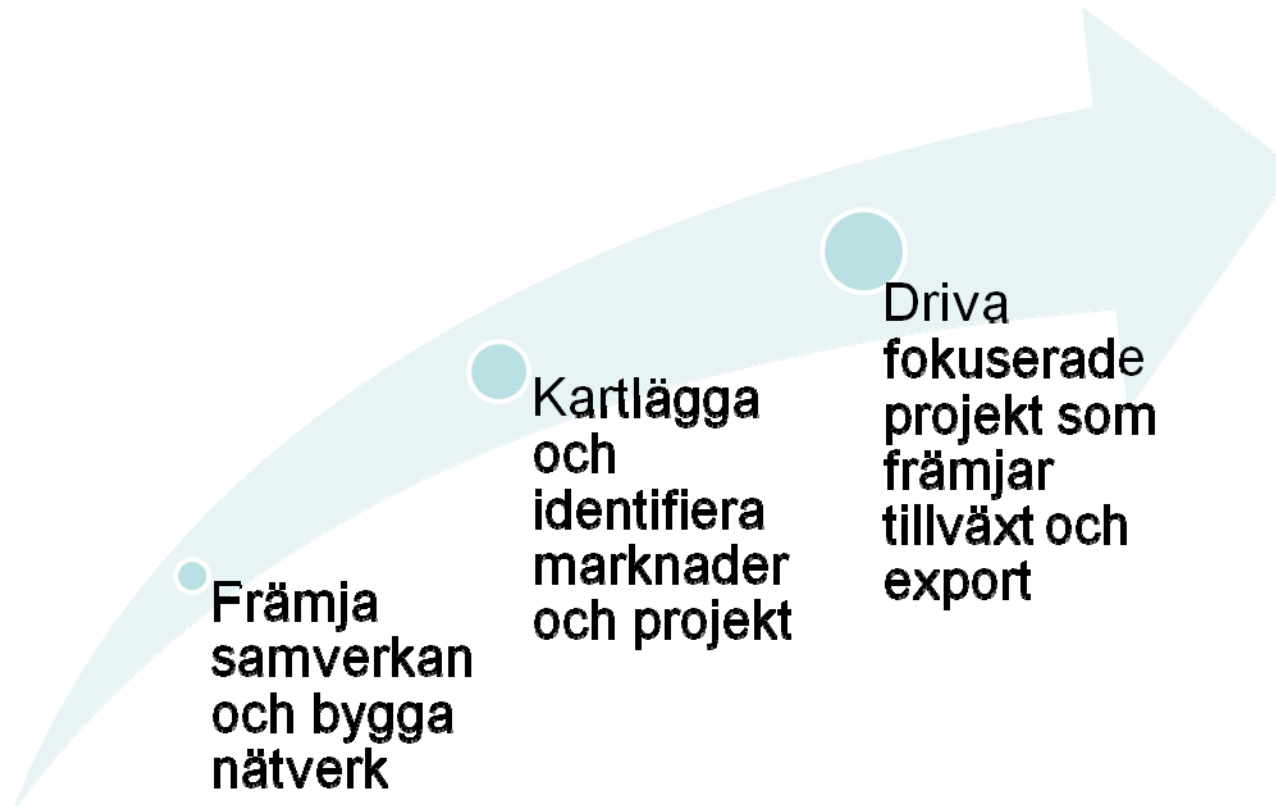 Främja
samverkan
och bygga
nätverk
Kartlägga
och
identifiera
marknader
och projekt
Driva
fokuserade
projekt som
främjar
tillväxt och
export